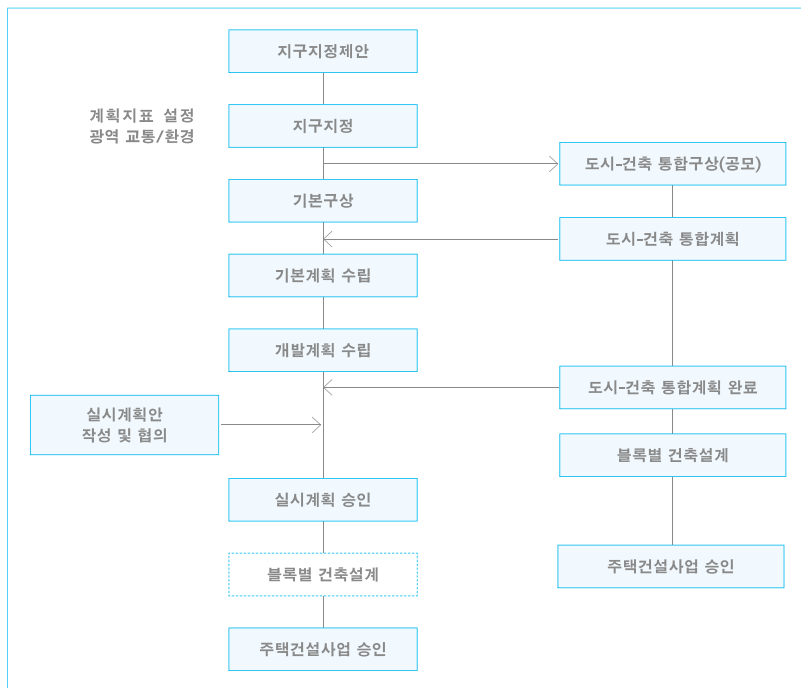 지구지정제안
계획지표 설정
광역 교통/환경
지구지정
도시-건축 통합구상(공모)
기본구상
도시-건축 통합계획
기본계획 수립
개발계획 수립
도시-건축 통합계획 완료
실시계획안
작성 및 협의
블록별 건축설계
실시계획 승인
주택건설사업 승인
블록별 건축설계
주택건설사업 승인